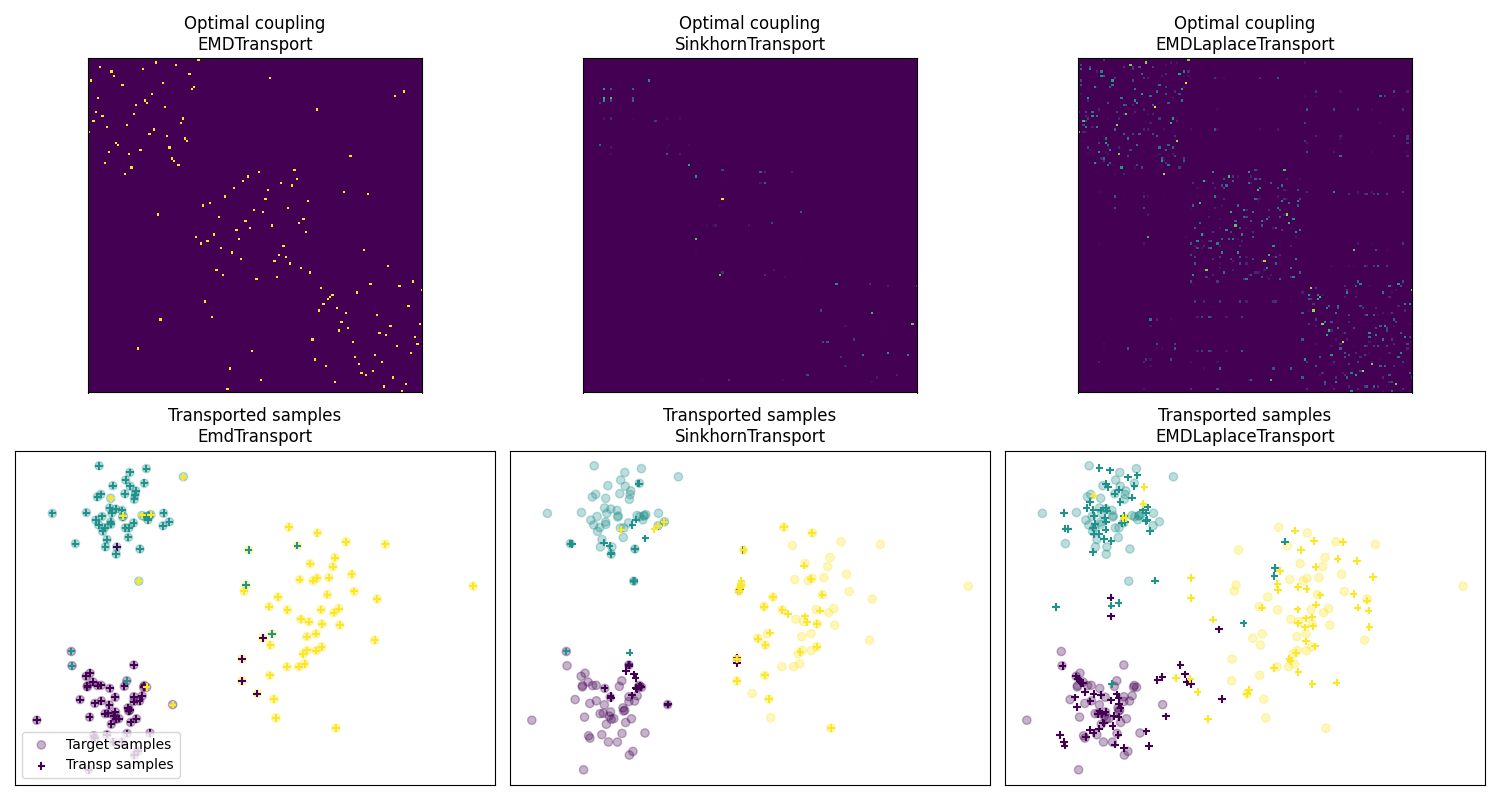 Optimal coupling
EMDTransport
Optimal coupling
SinkhornTransport
Optimal coupling
EMDLaplaceTransport
Transported samples
EmdTransport
Transported samples
SinkhornTransport
Transported samples
EMDLaplaceTransport
Target samples
Transp samples